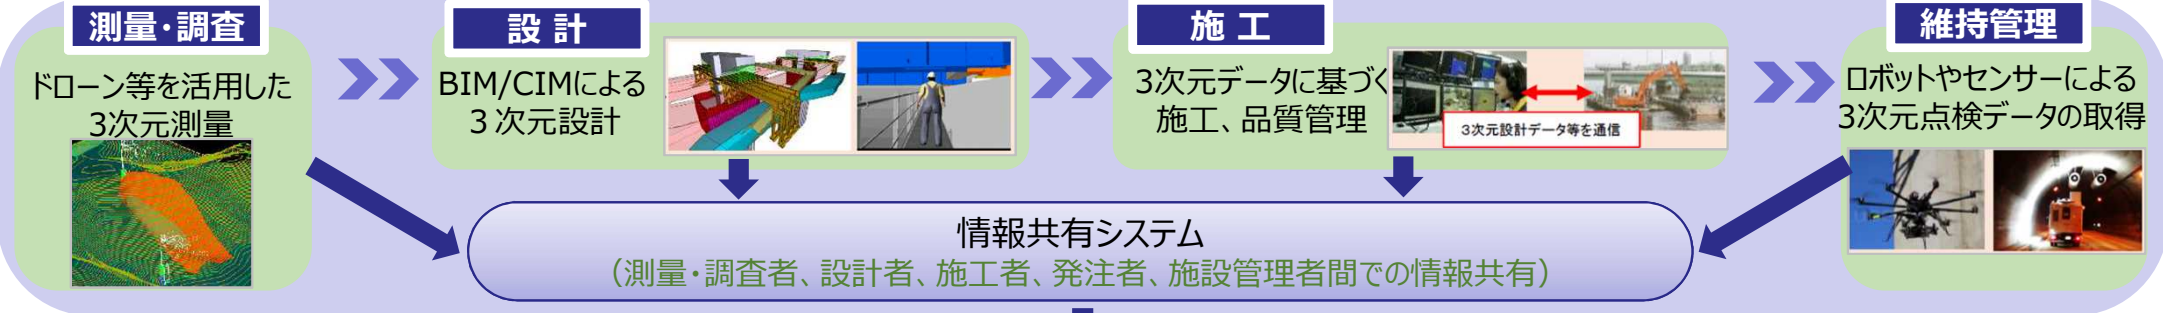 測量・調査
ドローン等を活用した
3次元測量
設 計
BIM/CIMによる
３次元設計
施 工
3次元データに基づく
施工、品質管理
3次元設計データ等を通信
維持管理
ロボットやセンサーによる
3次元点検データの取得
情報共有システム
（測量・調査者、設計者、施工者、発注者、施設管理者間での情報共有）